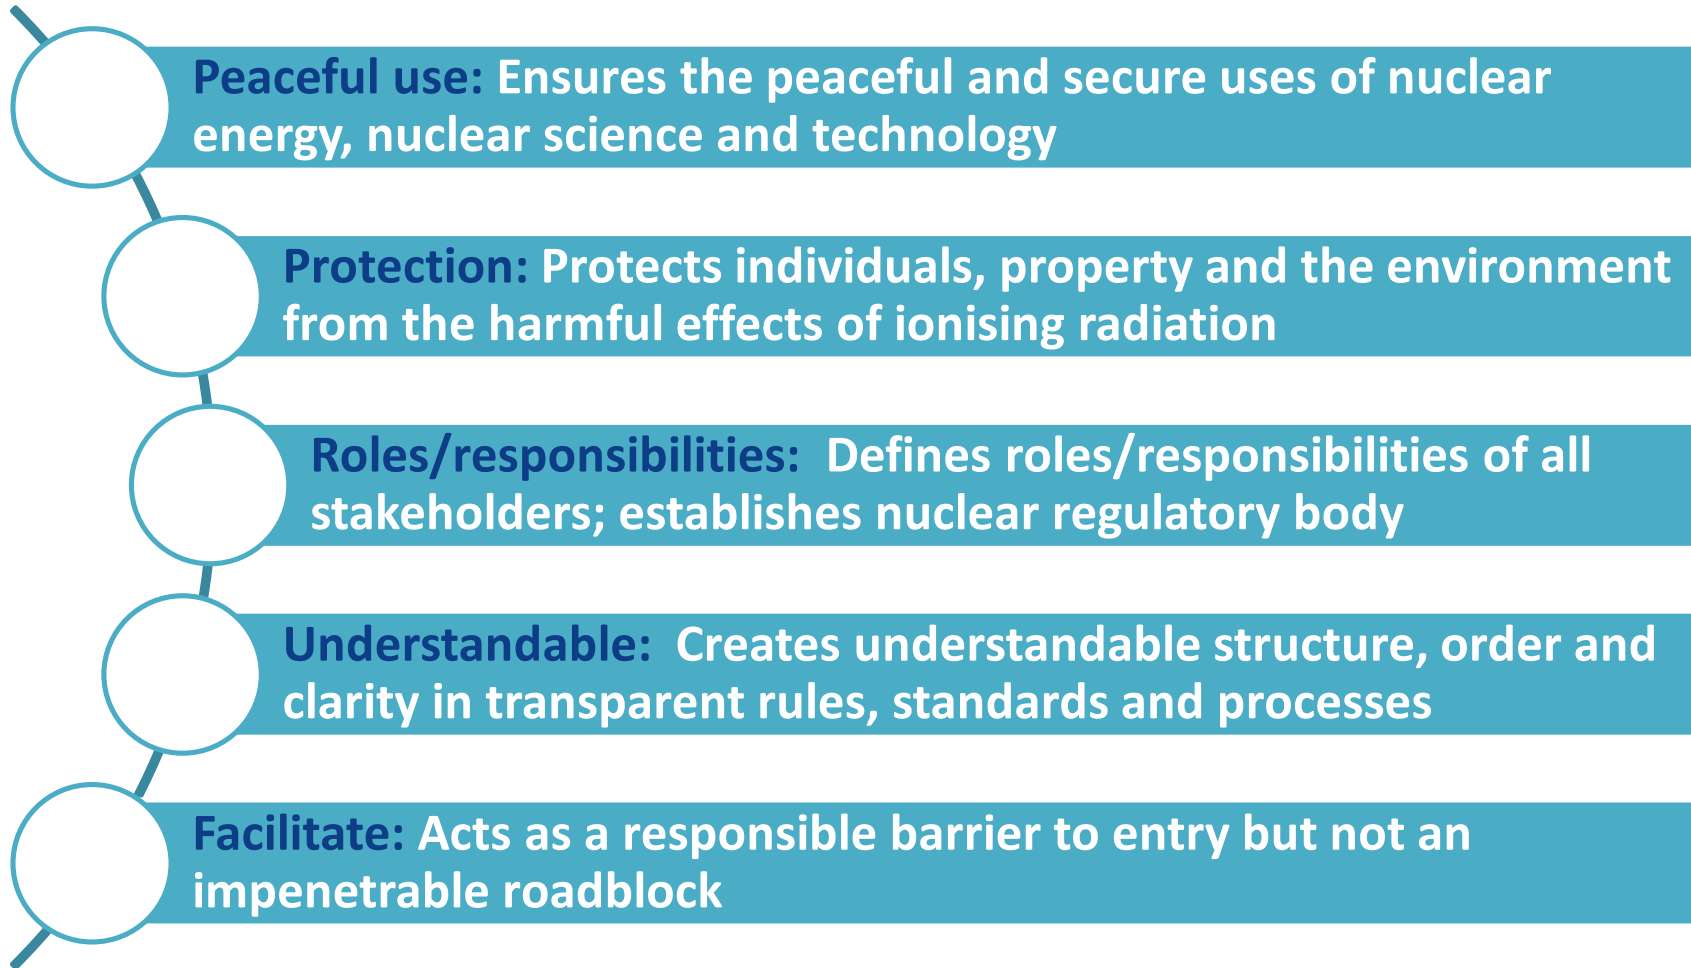 Peaceful use: Ensures the peaceful and secure uses of nuclear
energy, nuclear science and technology
Protection: Protects individuals, property and the environment
from the harmful effects of ionising radiation
Roles/responsibilities:  Defines roles/responsibilities of all
stakeholders; establishes nuclear regulatory body
Understandable:  Creates understandable structure, order and
clarity in transparent rules, standards and processes
Facilitate: Acts as a responsible barrier to entry but not an
impenetrable roadblock